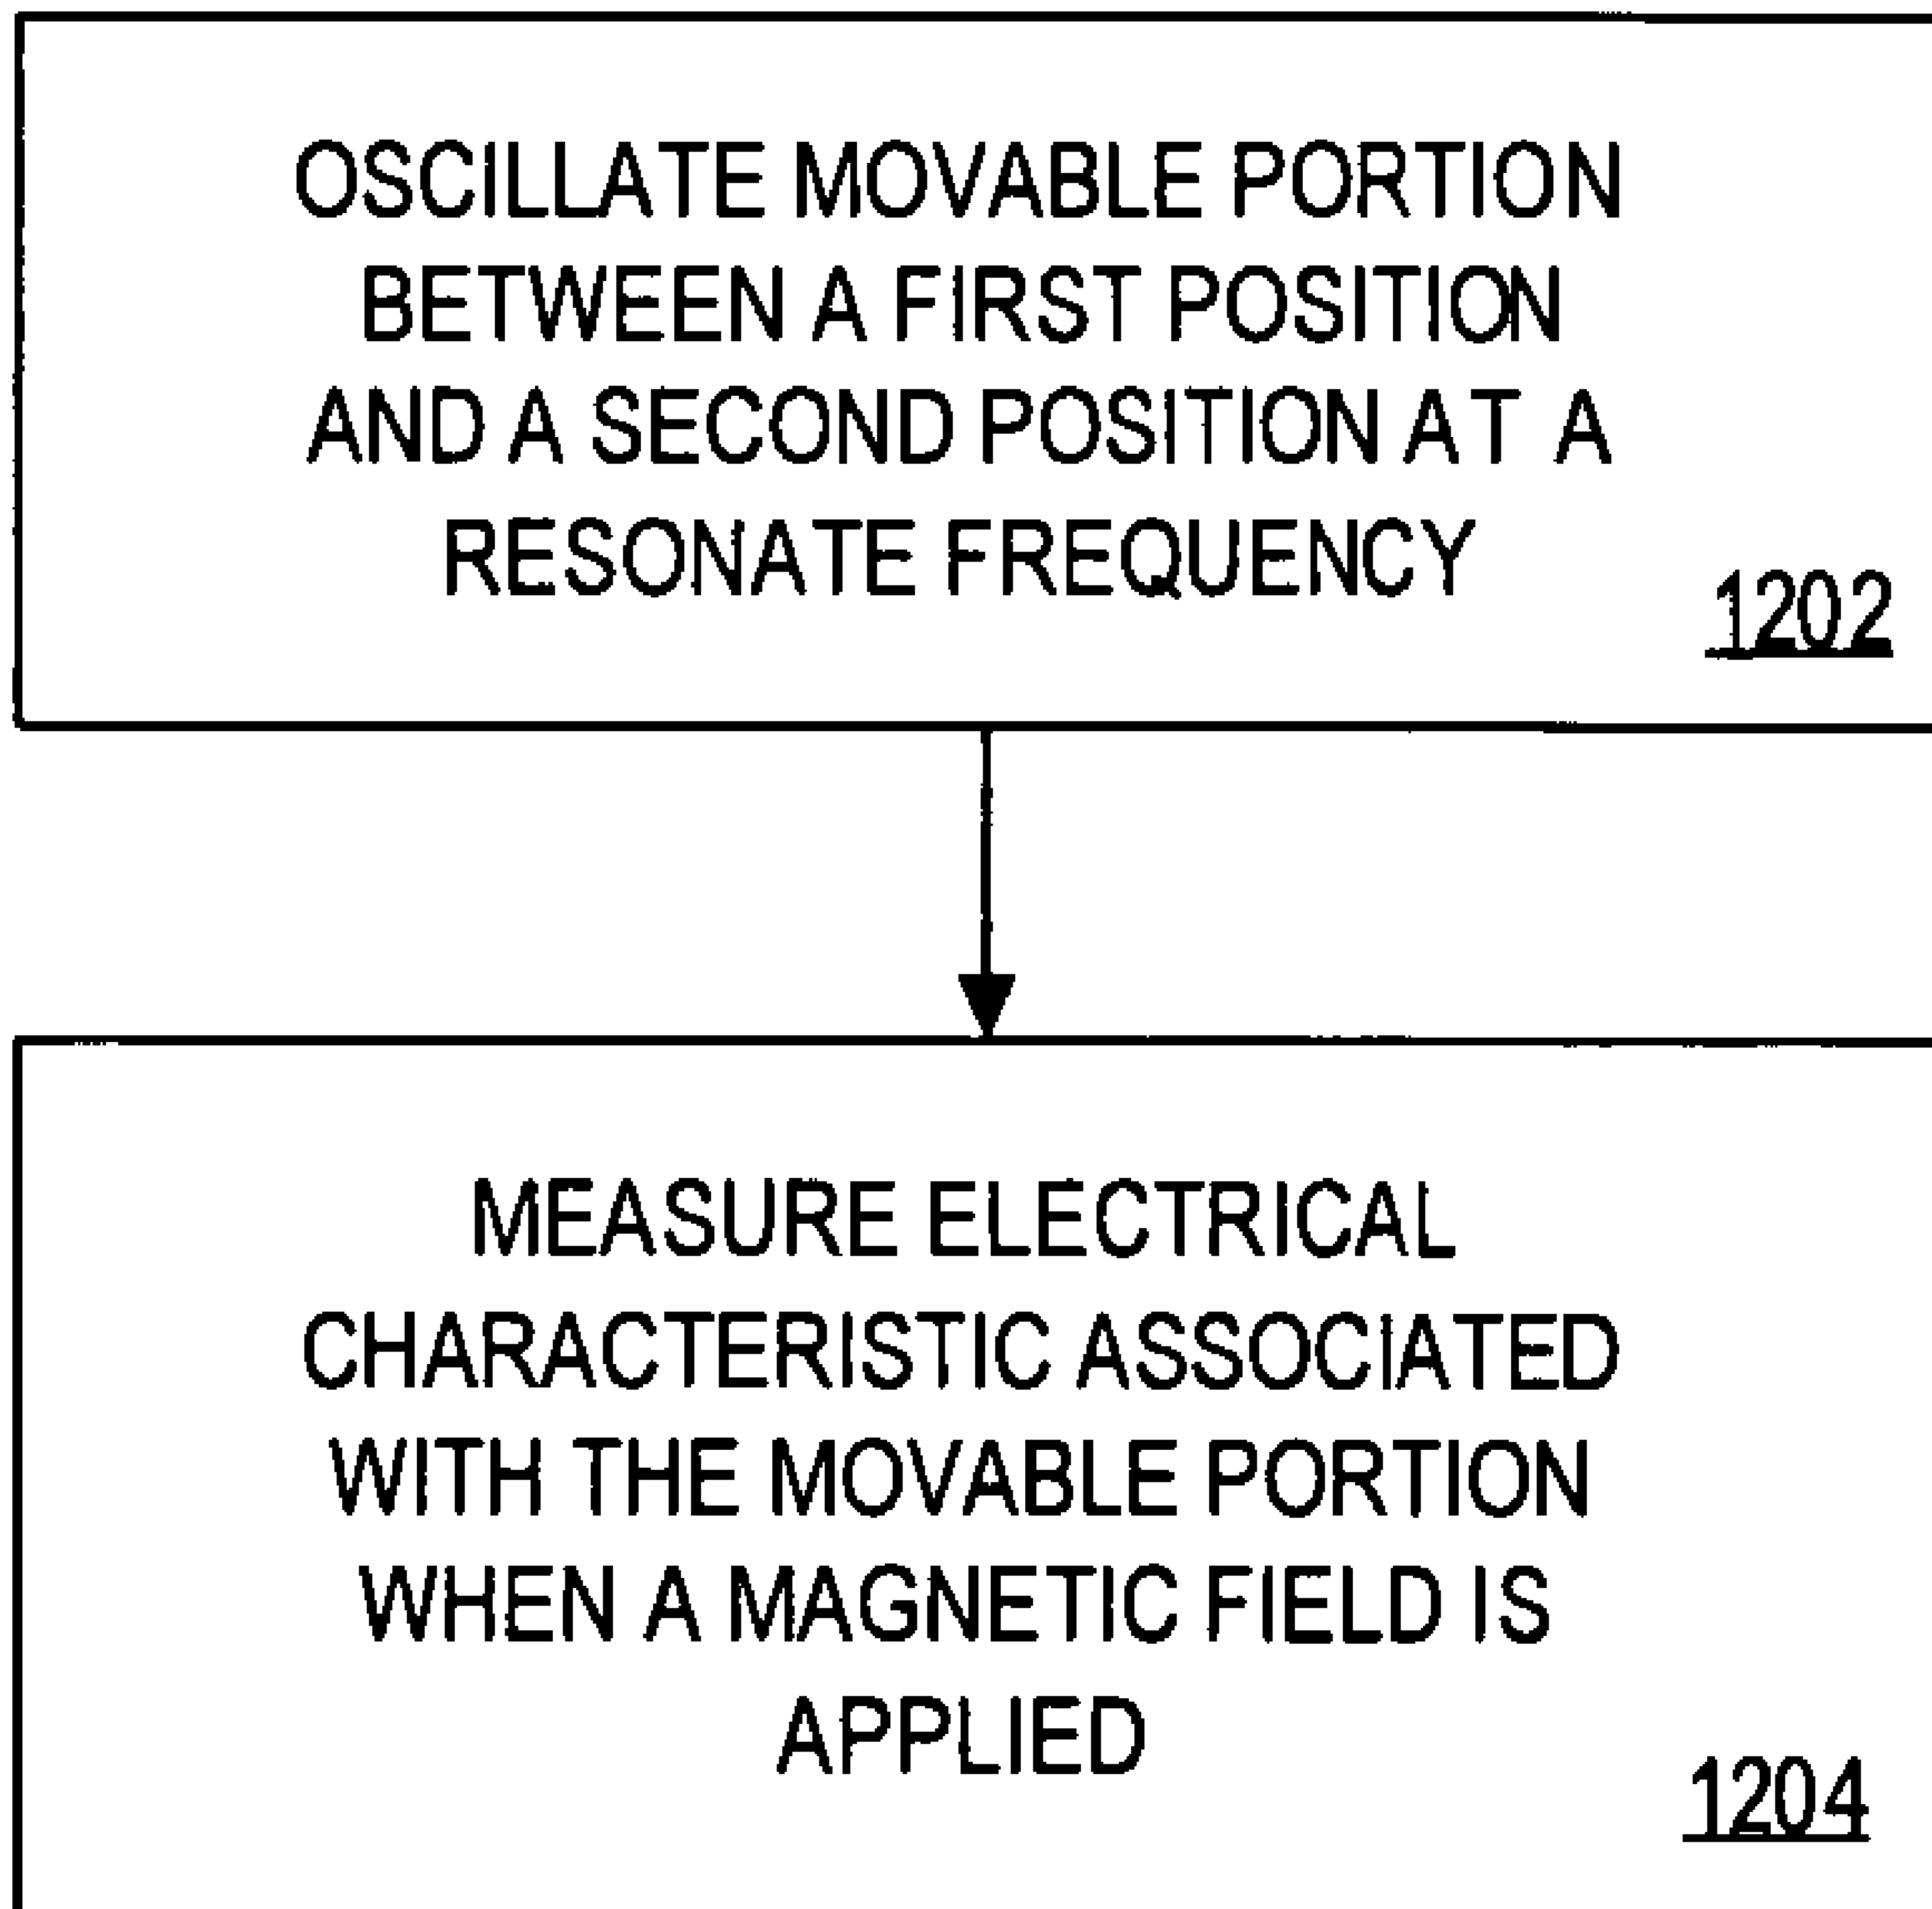 OSCILLATE MOVABLE PORTION
BETWEEN A FIRST POSITION
AND A SECOND POSITION AT A
RESONATE FREQUENCY
1202
MEASURE ELECTRICAL
CHARACTERISTIC ASSOCIATED
WITH THE MOVABLE PORTION
WHEN A MAGNETIC FIELD IS
APPLIED
1204